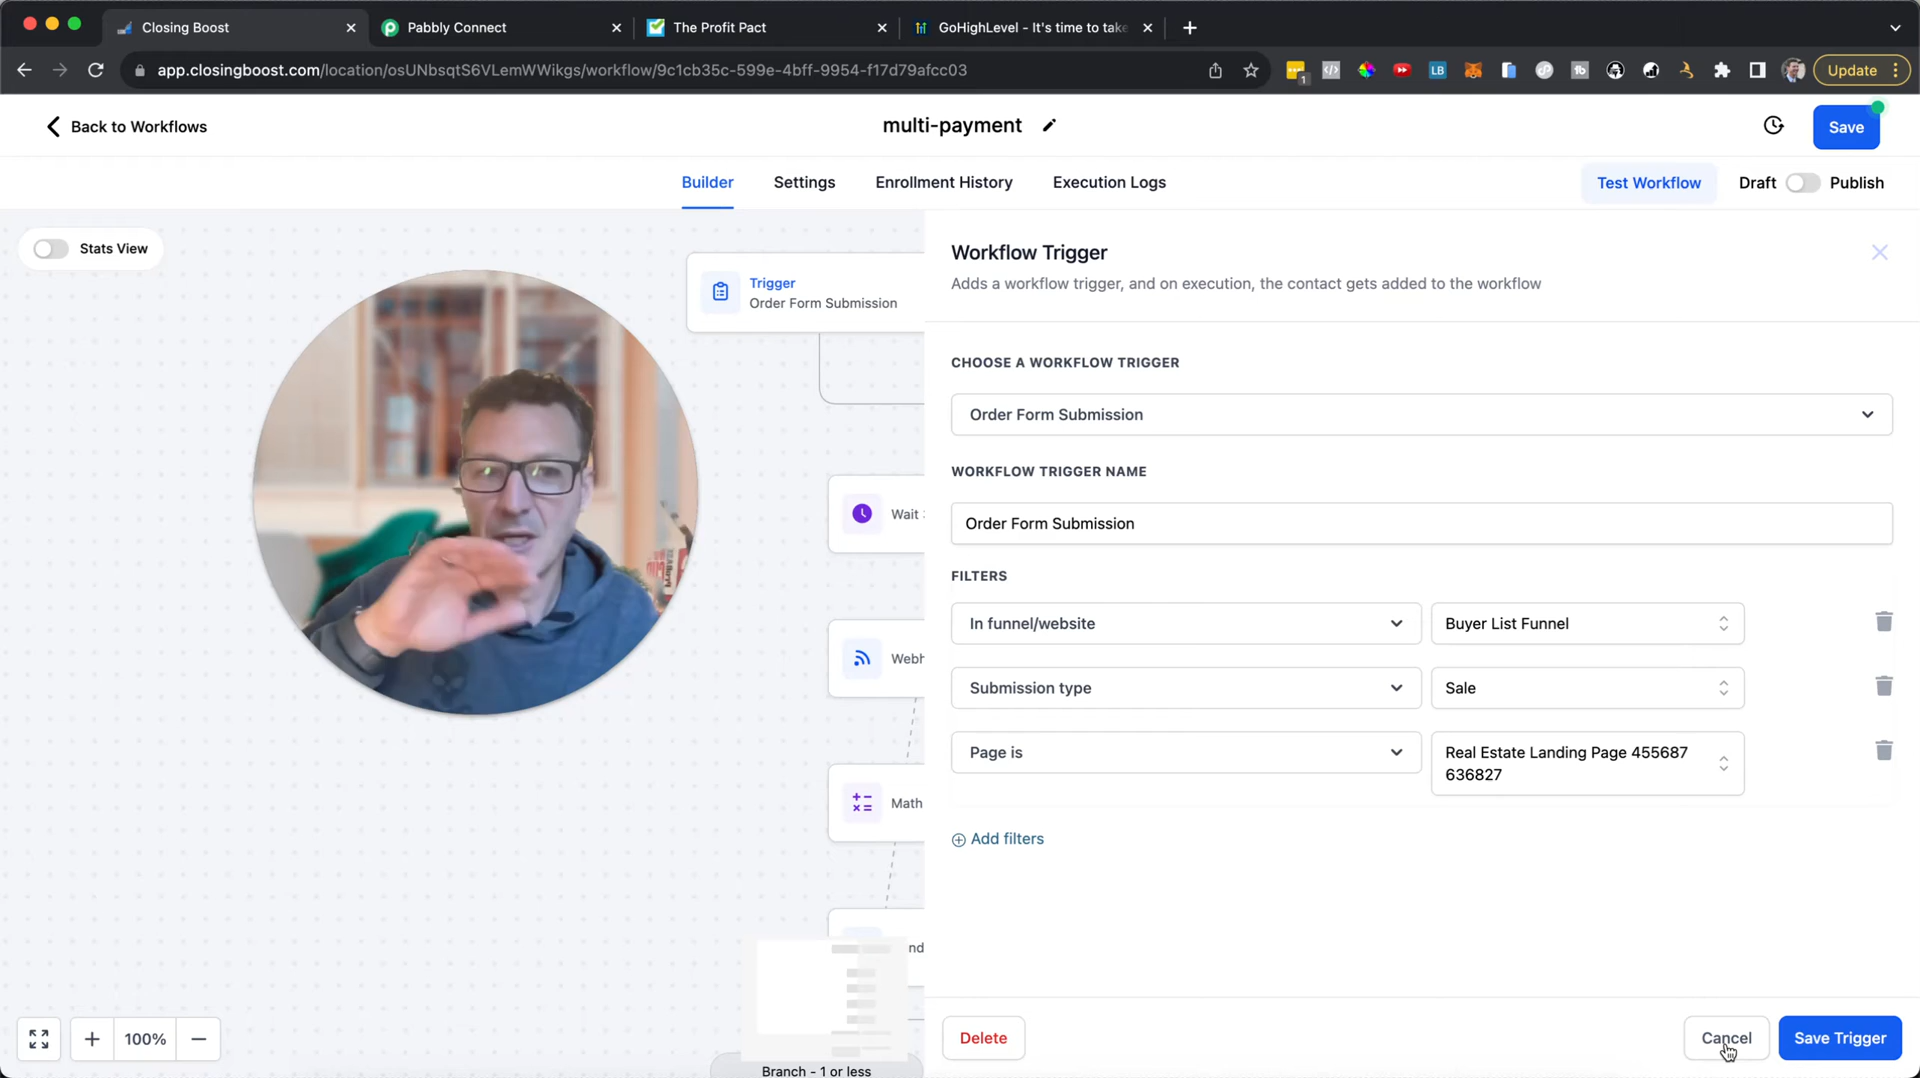 Closing Boost
Pabbly Connect
The Profit Pact
GoHighLevel - It's time to take
app.closingboost.com/location/osUNbsqtS6VLemWWikgs/workflow/9c1cb35c-599e-4bff-9954-f17d79afcc03
1
LB
Update
Back to Workflows
multi-payment
Save
Builder
Settings
Enrollment History
Execution Logs
Test Workflow
Draft
Publish
Stats View
Trigger
Order Form Submission
Wait
Webh
Math
nd
Branch - 1 or less
100%
Workflow Trigger
Adds a workflow trigger, and on execution, the contact gets added to the workflow
CHOOSE A WORKFLOW TRIGGER
Order Form Submission
WORKFLOW TRIGGER NAME
Order Form Submission
FILTERS
In funnel/website
Buyer List Funnel
Submission type
Sale
Page is
Real Estate Landing Page 455687
636827
Add filters
Delete
Cancel
Save Trigger